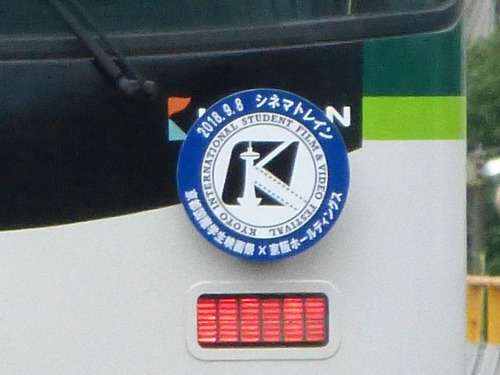 2018.9.8 シネマトレイン
KYOTO INTERNATIONAL STUDENT FILM & VIDEO FESTIVAL
K
京都国際学生映画祭×京阪ホールディングス